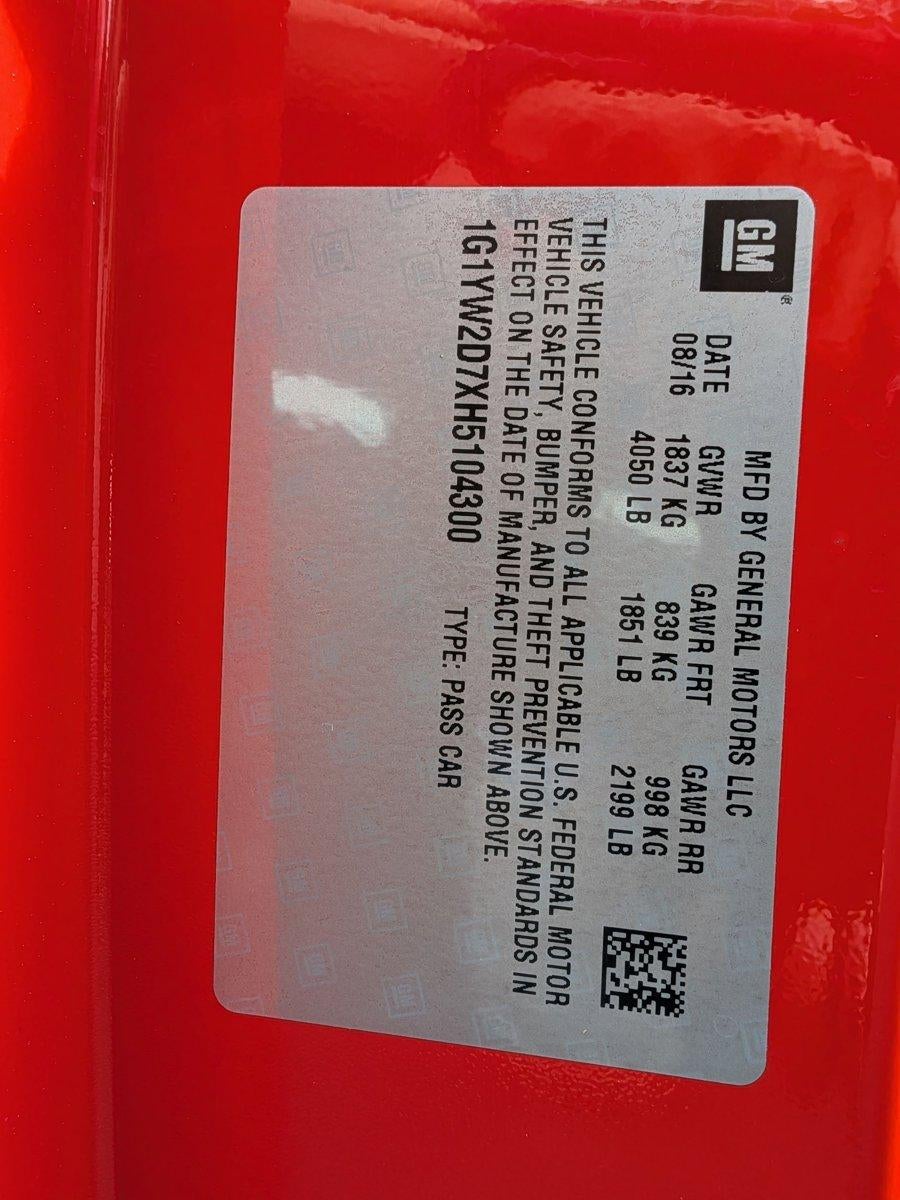 GM®
MFD BY GENERAL MOTORS LLC
DATE GVWR GAWR FRT GAWR RR
08/16 1837 KG 839 KG 998 KG
4050 LB 1851 LB 2199 LB
THIS VEHICLE CONFORMS TO ALL APPLICABLE U.S. FEDERAL MOTOR
VEHICLE SAFETY, BUMPER, AND THEFT PREVENTION STANDARDS IN
EFFECT ON THE DATE OF MANUFACTURE SHOWN ABOVE.
1G1YW2D7XH5104300 TYPE: PASS CAR